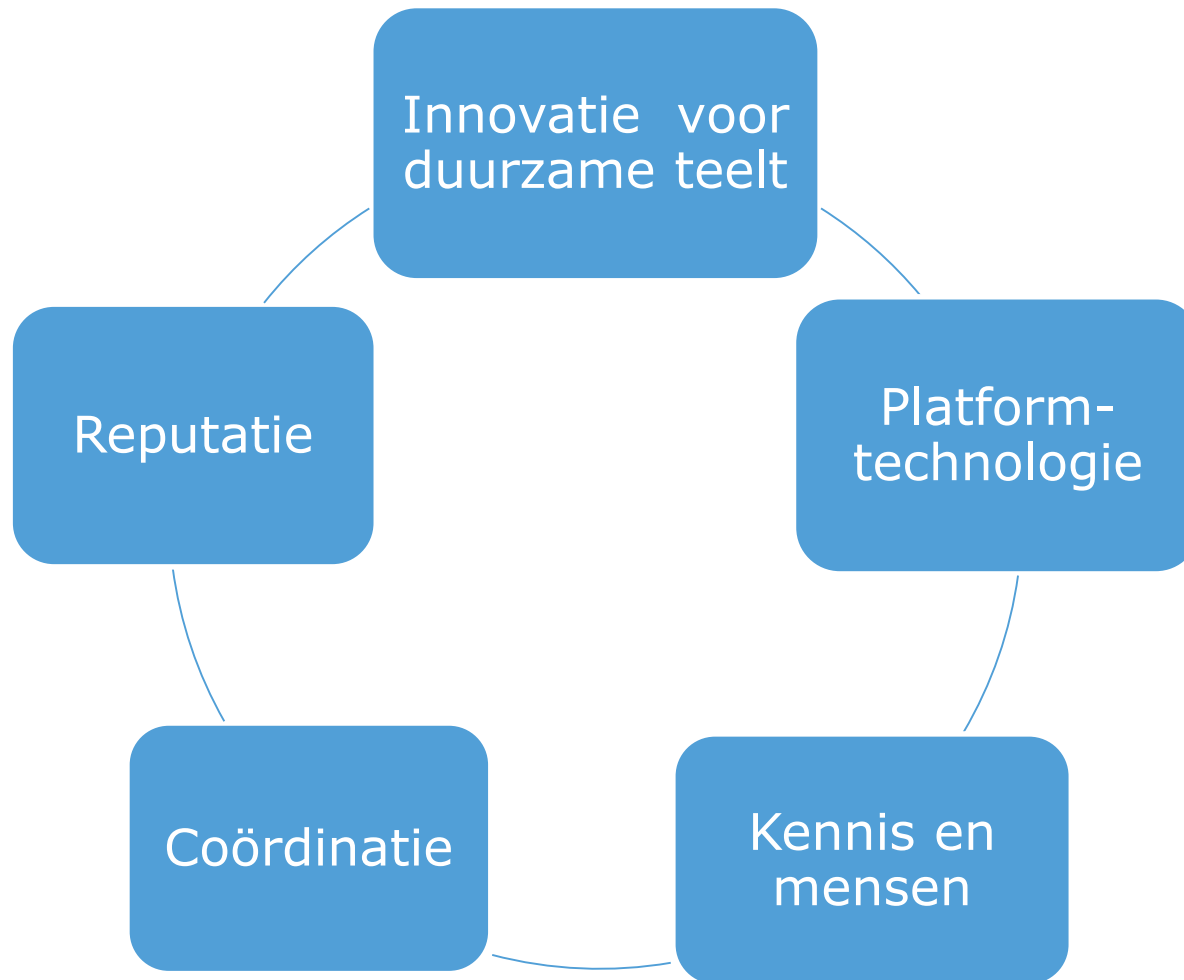 Innovatie voor
duurzame teelt
Platform-
technologie
Kennis en
mensen
Coördinatie
Reputatie